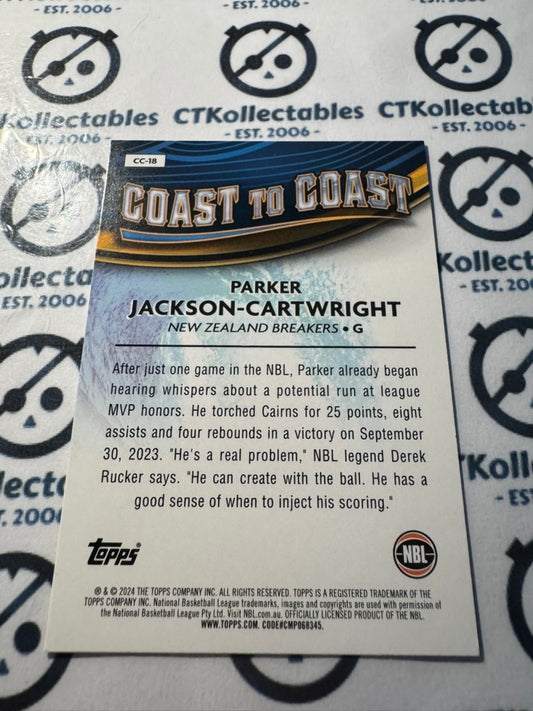 - EST. 2006 -
- EST. 2006 -
- EST. 2006 -
CTKollectables
- EST. 2006 -
CTKollectables
- EST. 2006 -
Kollectables
2006 -
CC-18
COAST TO COAST
PARKER
JACKSON-CARTWRIGHT
NEW ZEALAND BREAKERS • G
After just one game in the NBL, Parker already began
hearing whispers about a potential run at league
MVP honors. He torched Cairns for 25 points, eight
assists and four rebounds in a victory on September
30, 2023. "He's a real problem," NBL legend Derek
Rucker says. "He can create with the ball. He has a
good sense of when to inject his scoring."
topps
NBL
® & © 2024 THE TOPPS COMPANY INC. ALL RIGHTS RESERVED. TOPPS IS A REGISTERED TRADEMARK OF THE
TOPPS COMPANY INC. National Basketball League trademarks, images and copyrights are used with permission of
the National Basketball League Pty Ltd. Visit NBL.com.au. OFFICIALLY LICENSED PRODUCT OF THE NBL.
WWW.TOPPS.COM. CODE#CMP068345.